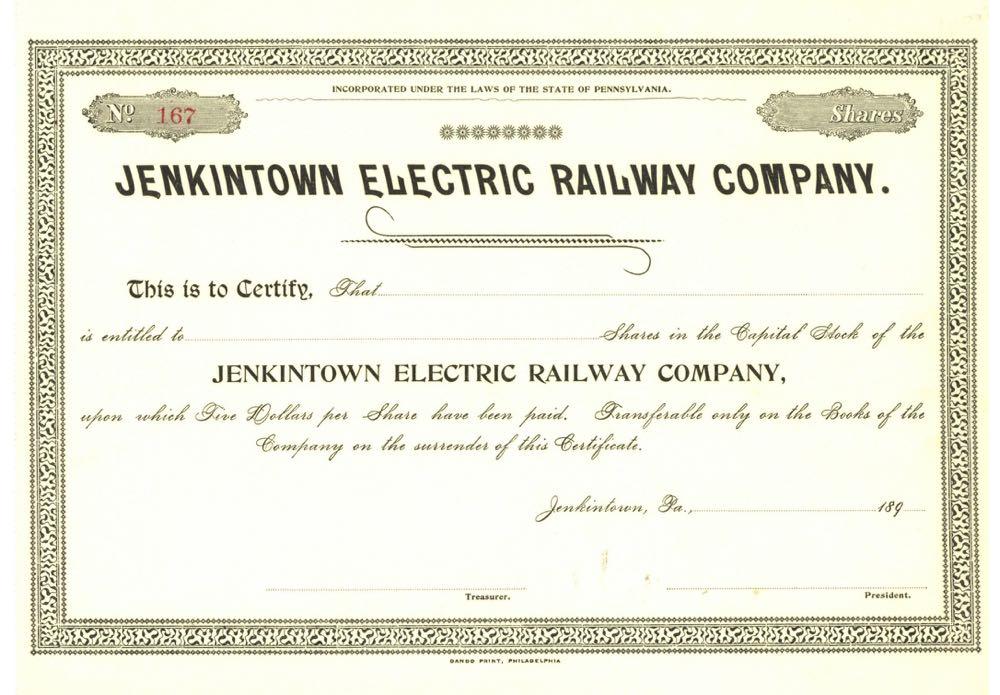 INCORPORATED UNDER THE LAWS OF THE STATE OF PENNSYLVANIA.
Nº 167
Shares
JENKINTOWN ELECTRIC RAILWAY COMPANY.
This is to Certify, That
is entitled to Shares in the Capital Stock of the
JENKINTOWN ELECTRIC RAILWAY COMPANY,
upon which Five Dollars per Share have been paid. Transferable only on the Books of the
Company on the surrender of this Certificate.
Jenkintown, Pa., 189
Treasurer.
President.
DANDO PRINT, PHILADELPHIA